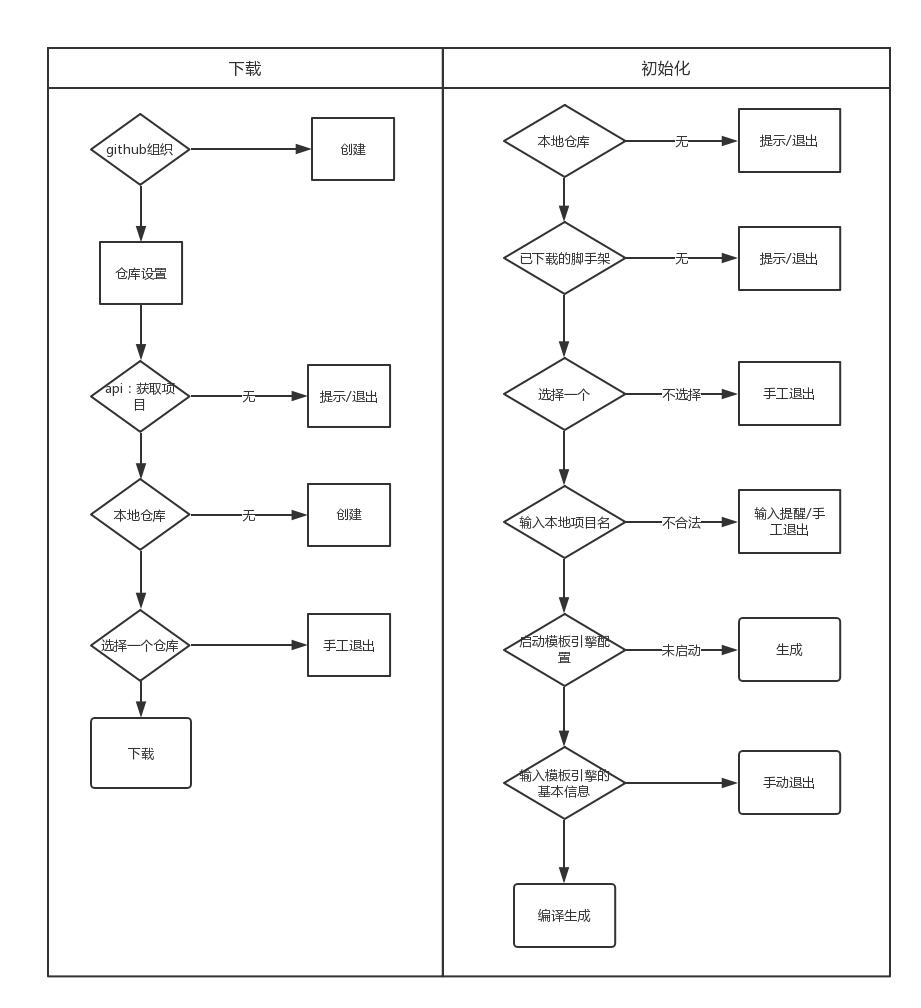 下载
初始化
github组织
创建
仓库设置
api：获取项
目
无
提示/退出
本地仓库
无
创建
选择一个仓库
手工退出
下载
本地仓库
无
提示/退出
已下载的脚手架
无
提示/退出
选择一个
不选择
手工退出
输入本地项目名
不合法
输入提醒/手
工退出
启动模板引擎配
置
未启动
生成
输入模板引擎的
基本信息
手动退出
编译生成